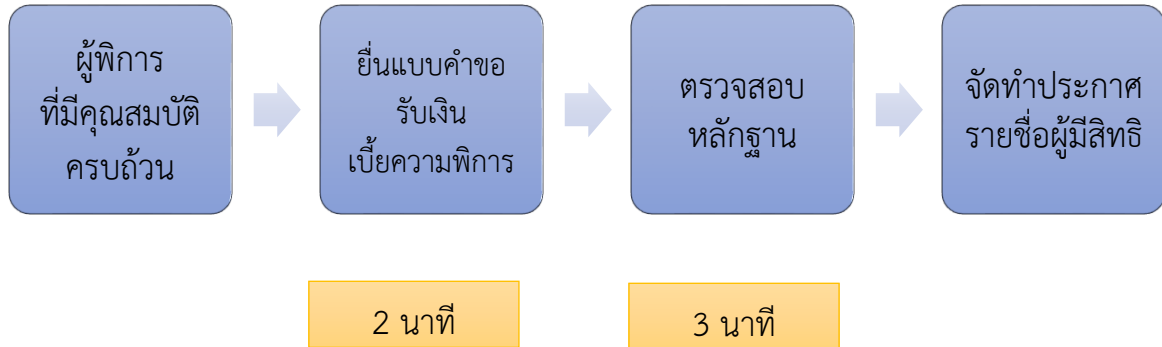 ผู้พิการ
ที่มีคุณสมบัติ
ครบถ้วน
ยื่นแบบคำขอ
รับเงิน
เบี้ยความพิการ
ตรวจสอบ
หลักฐาน
จัดทำประกาศ
รายชื่อผู้มีสิทธิ
2 นาที
3 นาที